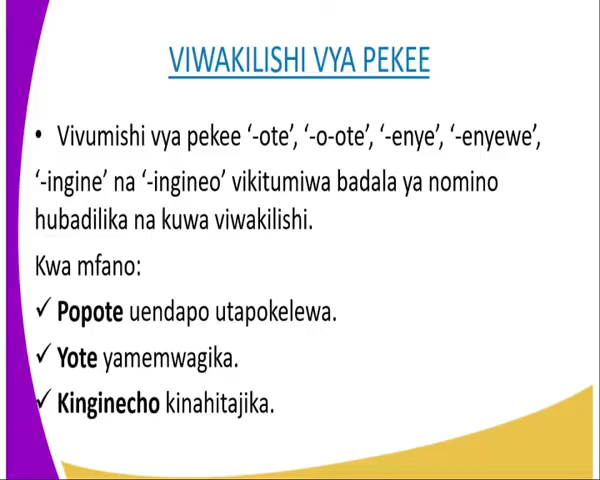 VIWAKILISHI VYA PEKEE
• Vivumishi vya pekee ‘-ote’, ‘-o-ote’, ‘-enye’, ‘-enyewe’,
‘-ingine’ na ‘-ingineo’ vikitumiwa badala ya nomino
hubadilika na kuwa viwakilishi.
Kwa mfano:
✓ Popote uendapo utapokelewa.
✓ Yote yamemwagika.
✓ Kinginecho kinahitajika.